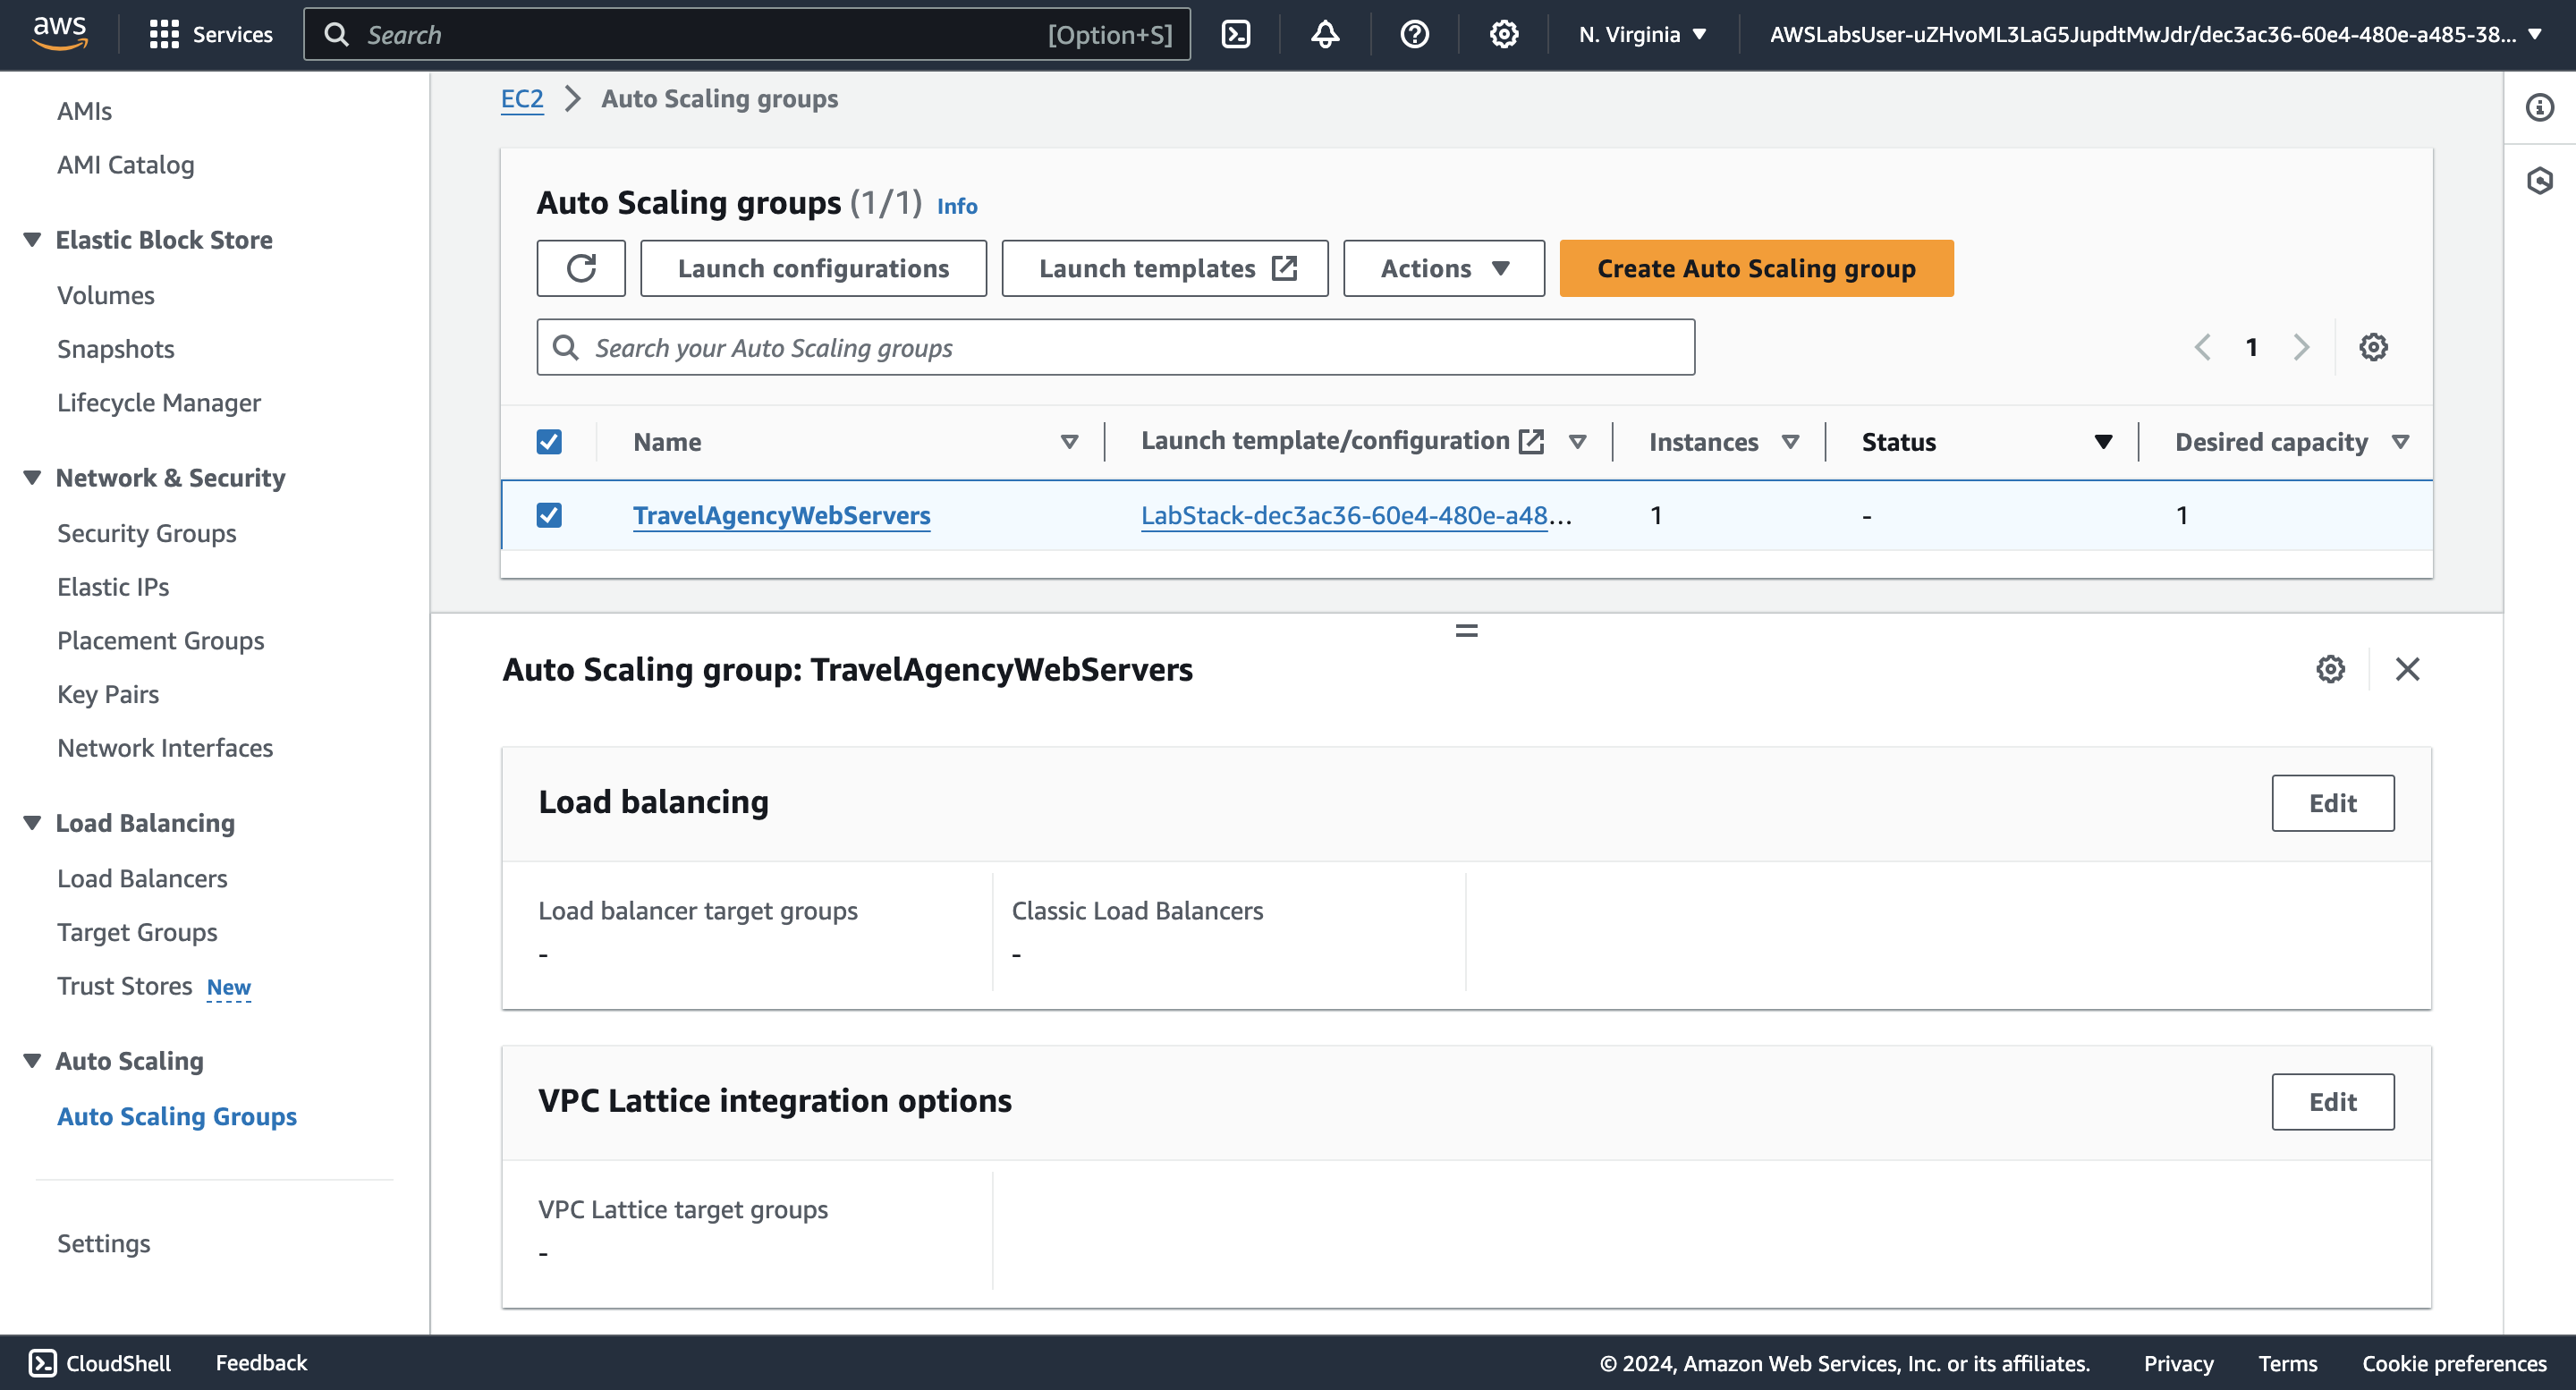 aws
Services
Search [Option+S]
N. Virginia
AWSLabsUser-uZHvoML3LaG5JupdtMwJdr/dec3ac36-60e4-480e-a485-38...
AMIs
AMI Catalog
Elastic Block Store
Volumes
Snapshots
Lifecycle Manager
Network & Security
Security Groups
Elastic IPs
Placement Groups
Key Pairs
Network Interfaces
Load Balancing
Load Balancers
Target Groups
Trust Stores New
Auto Scaling
Auto Scaling Groups
Settings
EC2 > Auto Scaling groups
Auto Scaling groups (1/1) Info
Launch configurations
Launch templates
Actions
Create Auto Scaling group
Search your Auto Scaling groups
1
Name Launch template/configuration Instances Status Desired capacity
TravelAgencyWebServers LabStack-dec3ac36-60e4-480e-a48... 1 - 1
Auto Scaling group: TravelAgencyWebServers
Load balancing
Edit
Load balancer target groups
-
Classic Load Balancers
-
VPC Lattice integration options
Edit
VPC Lattice target groups
-
CloudShell
Feedback
© 2024, Amazon Web Services, Inc. or its affiliates.
Privacy
Terms
Cookie preferences